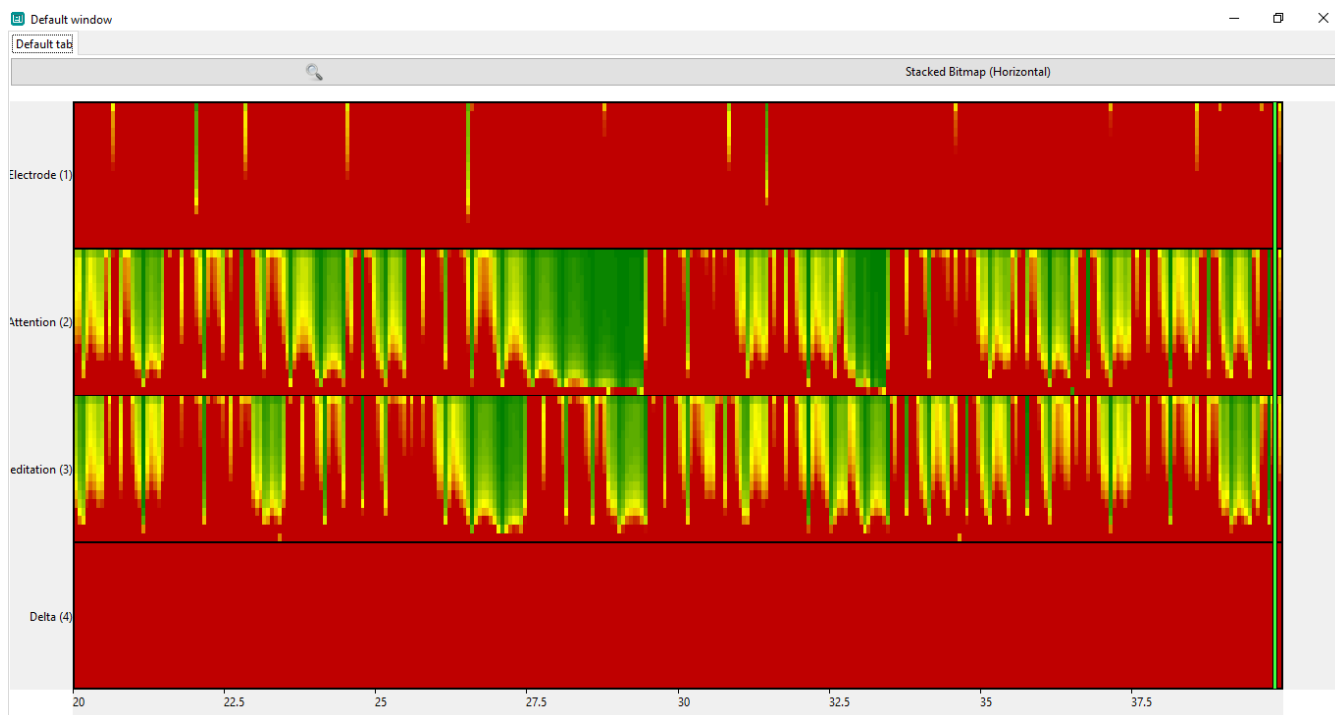 Default window
Default tab
Stacked Bitmap (Horizontal)
Electrode (1)
Attention (2)
editation (3)
Delta (4)
20 22.5 25 27.5 30 32.5 35 37.5